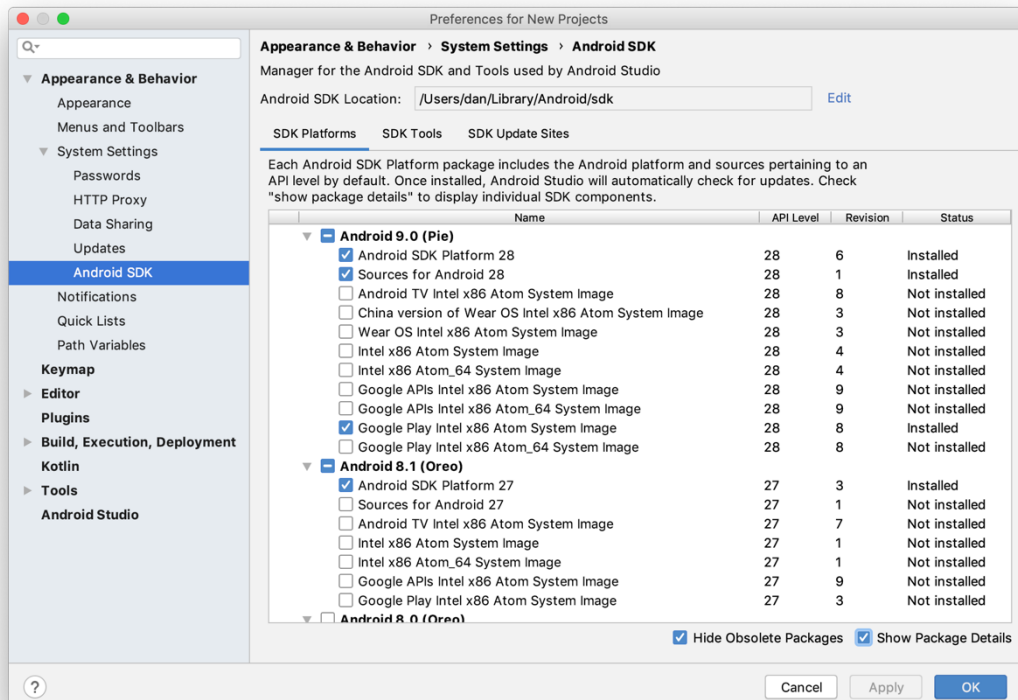 Preferences for New Projects
Appearance & Behavior
Appearance
Menus and Toolbars
System Settings
Passwords
HTTP Proxy
Data Sharing
Updates
Android SDK
Notifications
Quick Lists
Path Variables
Keymap
Editor
Plugins
Build, Execution, Deployment
Kotlin
Tools
Android Studio
Appearance & Behavior › System Settings › Android SDK
Manager for the Android SDK and Tools used by Android Studio
Android SDK Location: /Users/dan/Library/Android/sdk Edit
SDK Platforms SDK Tools SDK Update Sites
Each Android SDK Platform package includes the Android platform and sources pertaining to an
API level by default. Once installed, Android Studio will automatically check for updates. Check
"show package details" to display individual SDK components.
Name API Level Revision Status
Android 9.0 (Pie)
Android SDK Platform 28 28 6 Installed
Sources for Android 28 28 1 Installed
Android TV Intel x86 Atom System Image 28 8 Not installed
China version of Wear OS Intel x86 Atom System Image 28 3 Not installed
Wear OS Intel x86 Atom System Image 28 3 Not installed
Intel x86 Atom System Image 28 4 Not installed
Intel x86 Atom_64 System Image 28 4 Not installed
Google APIs Intel x86 Atom System Image 28 9 Not installed
Google APIs Intel x86 Atom_64 System Image 28 9 Not installed
Google Play Intel x86 Atom System Image 28 8 Installed
Google Play Intel x86 Atom_64 System Image 28 8 Not installed
Android 8.1 (Oreo)
Android SDK Platform 27 27 3 Installed
Sources for Android 27 27 1 Not installed
Android TV Intel x86 Atom System Image 27 7 Not installed
Intel x86 Atom System Image 27 1 Not installed
Intel x86 Atom_64 System Image 27 1 Not installed
Google APIs Intel x86 Atom System Image 27 9 Not installed
Google Play Intel x86 Atom System Image 27 3 Not installed
Android 8.0 (Oreo)
Hide Obsolete Packages Show Package Details
? Cancel Apply OK